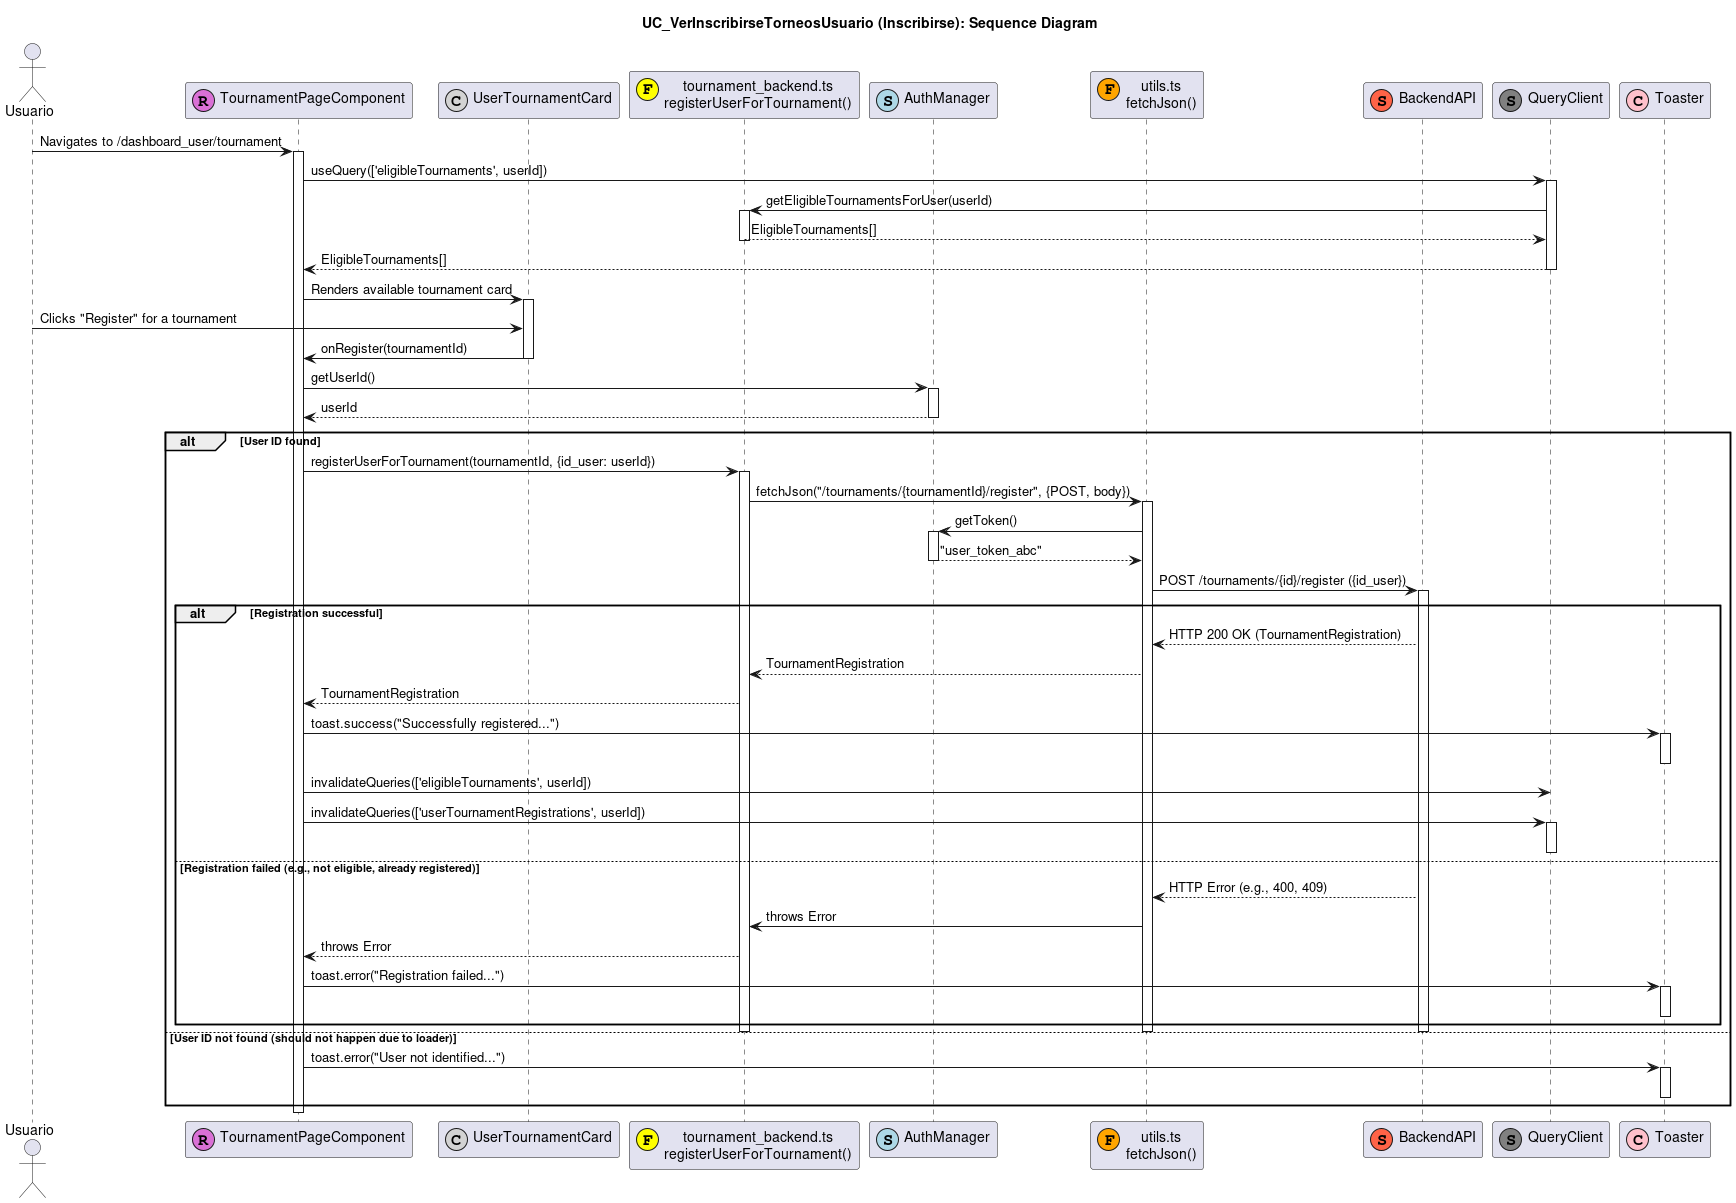 UC_VerInscribirseTorneosUsuario (Inscribirse): Sequence Diagram
Usuario
R TournamentPageComponent
C UserTournamentCard
F tournament_backend.ts
registerUserForTournament()
S AuthManager
F utils.ts
fetchJson()
S BackendAPI
S QueryClient
C Toaster
Navigates to /dashboard_user/tournament
useQuery(['eligibleTournaments', userId])
getEligibleTournamentsForUser(userId)
EligibleTournaments[]
EligibleTournaments[]
Renders available tournament card
Clicks "Register" for a tournament
onRegister(tournamentId)
getUserId()
userId
alt [User ID found]
registerUserForTournament(tournamentId, {id_user: userId})
fetchJson("/tournaments/{tournamentId}/register", {POST, body})
getToken()
"user_token_abc"
POST /tournaments/{id}/register ({id_user})
alt [Registration successful]
HTTP 200 OK (TournamentRegistration)
TournamentRegistration
TournamentRegistration
toast.success("Successfully registered...")
invalidateQueries(['eligibleTournaments', userId])
invalidateQueries(['userTournamentRegistrations', userId])
[Registration failed (e.g., not eligible, already registered)]
HTTP Error (e.g., 400, 409)
throws Error
throws Error
toast.error("Registration failed...")
[User ID not found (should not happen due to loader)]
toast.error("User not identified...")
Usuario
R TournamentPageComponent
C UserTournamentCard
F tournament_backend.ts
registerUserForTournament()
S AuthManager
F utils.ts
fetchJson()
S BackendAPI
S QueryClient
C Toaster